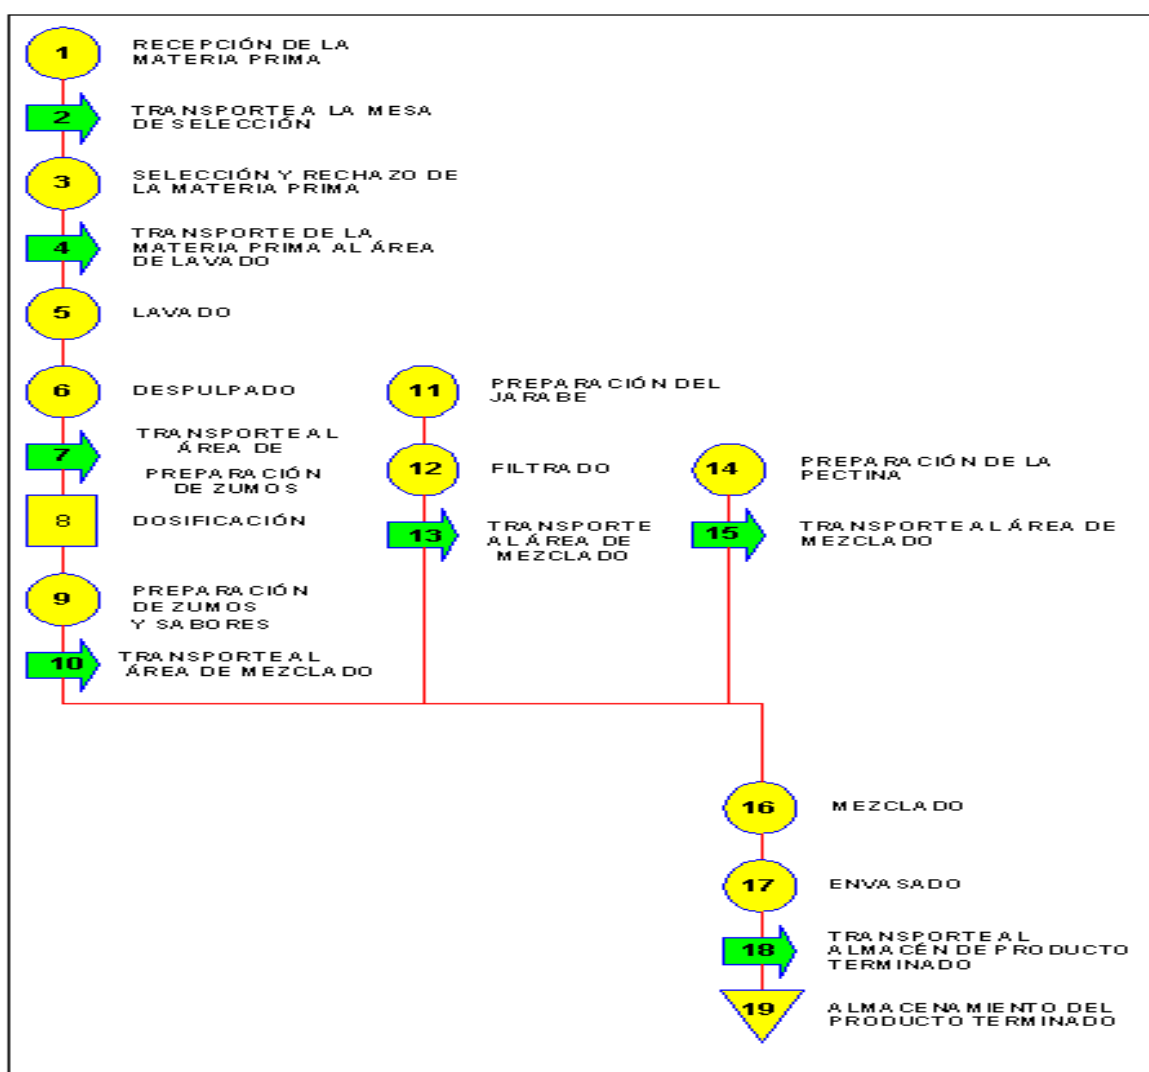 1
RECEPCIÓN DE LA
MATERIA PRIMA
2
TRANSPORTE A LA MESA
DE SELECCIÓN
3
SELECCIÓN Y RECHAZO DE
LA MATERIA PRIMA
4
TRANSPORTE DE LA
MATERIA PRIMA AL ÁREA
DE LAVADO
5
LAVADO
6
DESPULPADO
7
TRANSPORTE AL
ÁREA DE
PREPARACIÓN
DE ZUMOS
8
DOSIFICACIÓN
9
PREPARACIÓN
DE ZUMOS
Y SABORES
10
TRANSPORTE AL
ÁREA DE MEZCLADO
11
PREPARACIÓN DEL
JARABE
12
FILTRADO
13
TRANSPORTE
AL ÁREA DE
MEZCLADO
14
PREPARACIÓN DE LA
PECTINA
15
TRANSPORTE AL ÁREA DE
MEZCLADO
16
MEZCLADO
17
ENVASADO
18
TRANSPORTE AL
ALMACÉN DE PRODUCTO
TERMINADO
19
ALMACENAMIENTO DEL
PRODUCTO TERMINADO